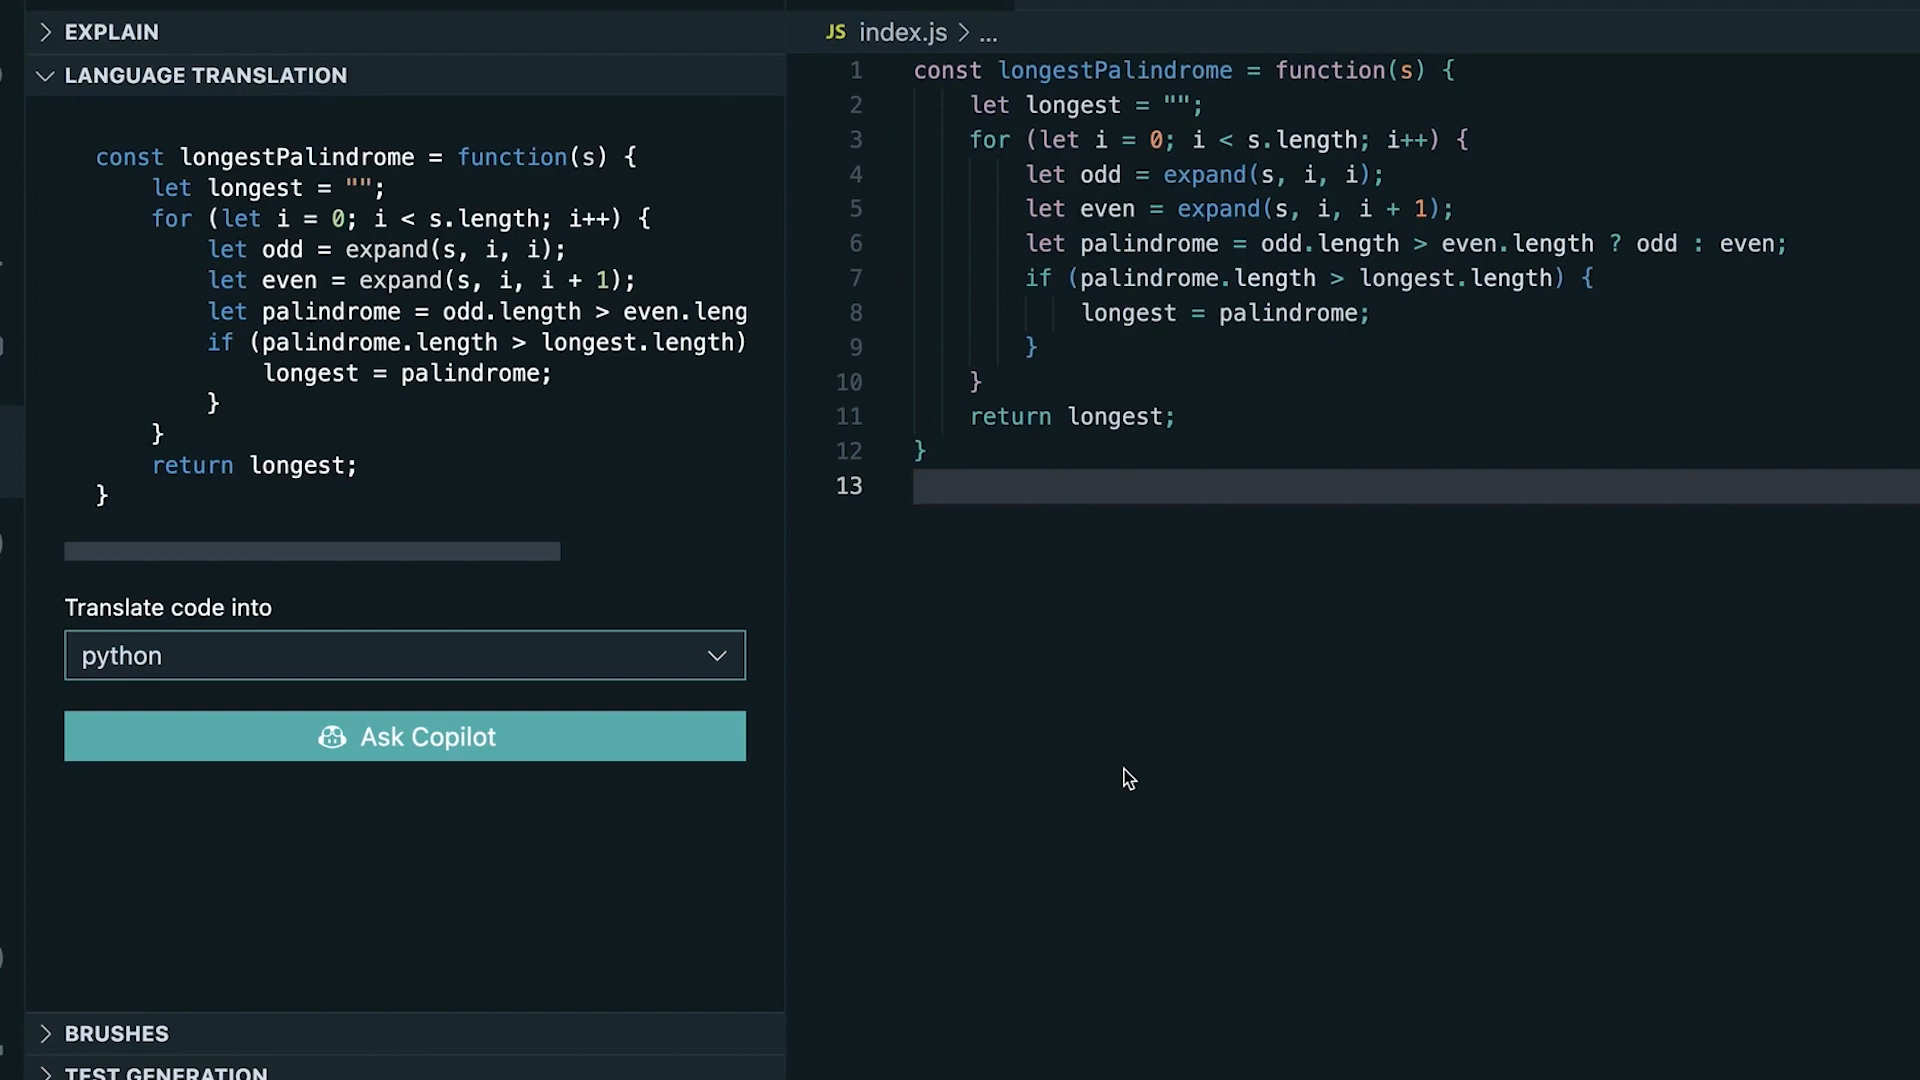 EXPLAIN
LANGUAGE TRANSLATION
const longestPalindrome = function(s) {
    let longest = "";
    for (let i = 0; i < s.length; i++) {
        let odd = expand(s, i, i);
        let even = expand(s, i, i + 1);
        let palindrome = odd.length > even.leng
        if (palindrome.length > longest.length)
            longest = palindrome;
        }
    }
    return longest;
}
Translate code into
python
Ask Copilot
BRUSHES
TEST GENERATION
JS index.js > ...
1 const longestPalindrome = function(s) {
2     let longest = "";
3     for (let i = 0; i < s.length; i++) {
4         let odd = expand(s, i, i);
5         let even = expand(s, i, i + 1);
6         let palindrome = odd.length > even.length ? odd : even;
7         if (palindrome.length > longest.length) {
8             longest = palindrome;
9         }
10     }
11     return longest;
12 }
13